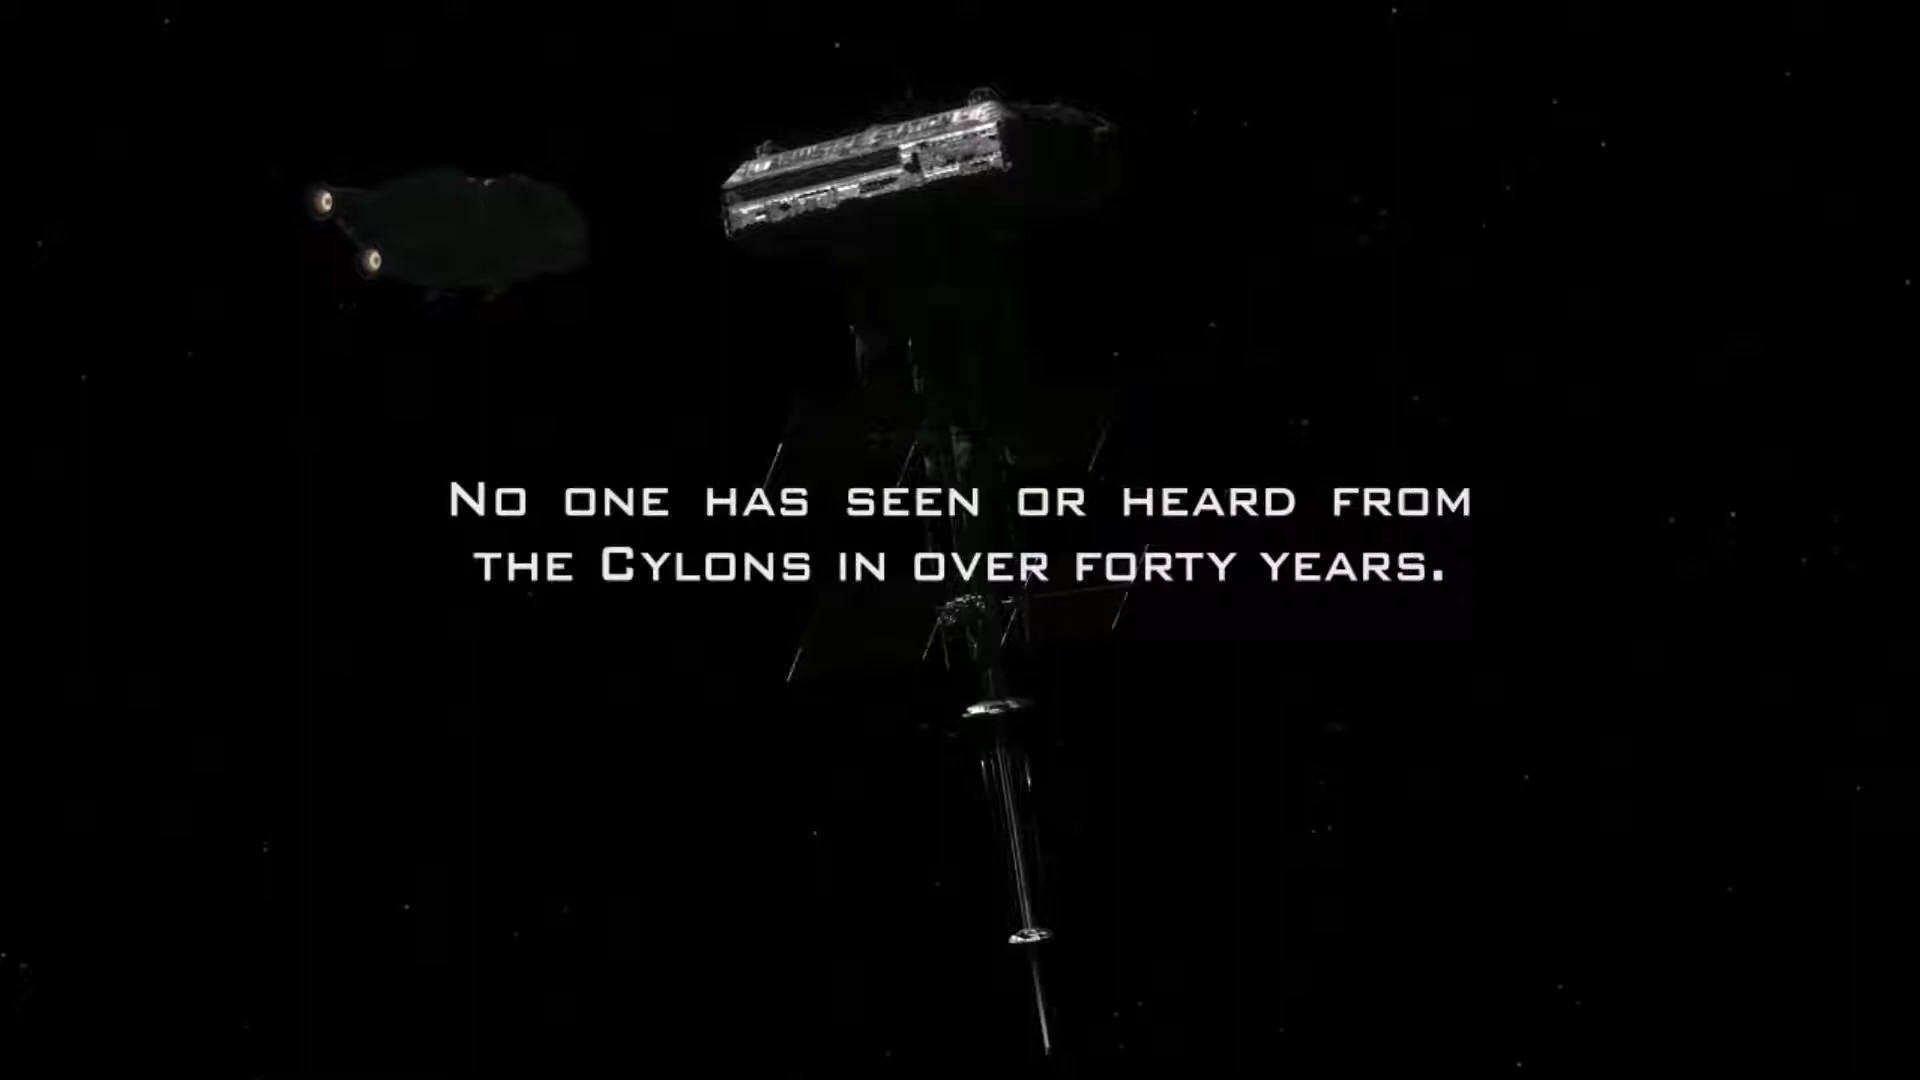 No one has seen or heard from
the Cylons in over forty years.